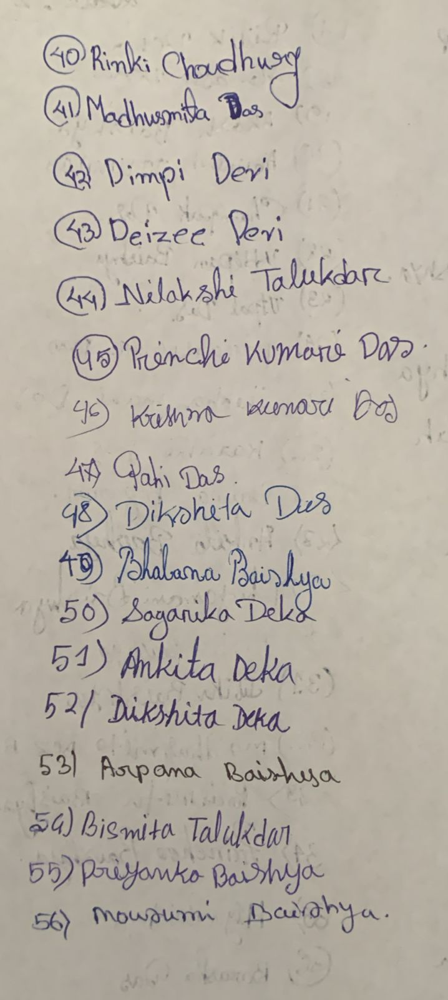 40 Rinki Choudhury
41) Madhusmita Das
42 Dimpi Devi
43 Deizee Devi
44) Nilakshi Talukdar
45) Princhi Kumari Das.
46) Krishna kumari Das
47) Pahi Das.
48) Dikshita Das
49) Bhabana Baishya
50) Sagarika Deka
51) Ankita Deka
52/ Dikshita Deka
53) Arpana Baishya
54) Bismita Talukdar
55) Priyanka Baishya
56) Mousumi Baishya.